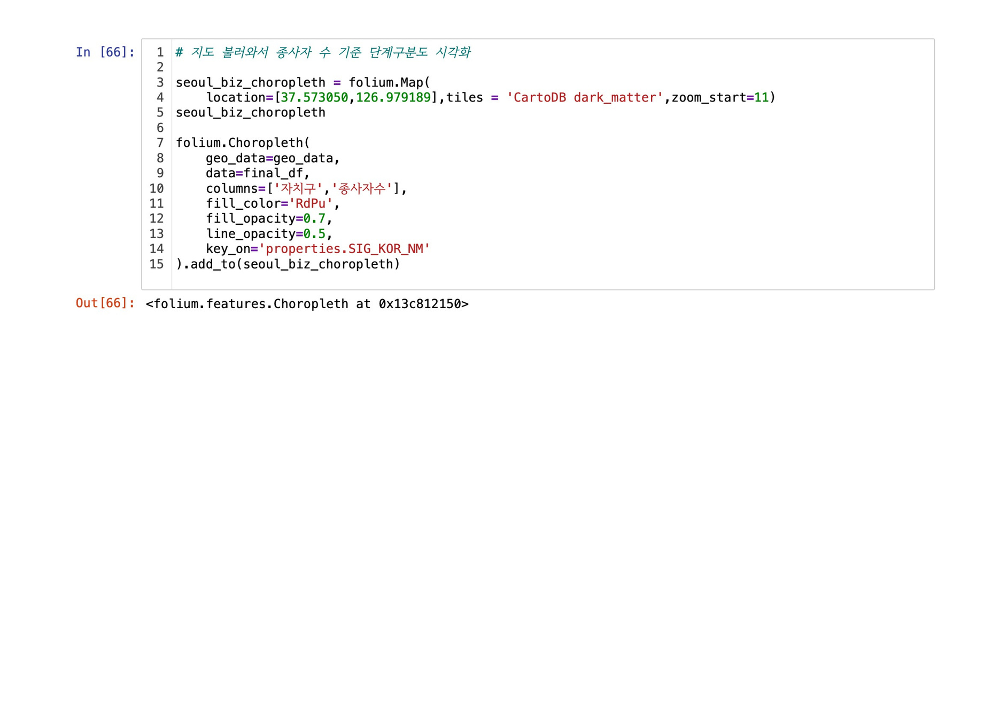 In [66]:
1 # 지도 불러와서 종사자 수 기준 단계구분도 시각화
2
3 seoul_biz_choropleth = folium.Map(
4     location=[37.573050,126.979189],tiles = 'CartoDB dark_matter',zoom_start=11)
5 seoul_biz_choropleth
6
7 folium.Choropleth(
8     geo_data=geo_data,
9     data=final_df,
10     columns=['자치구','종사자수'],
11     fill_color='RdPu',
12     fill_opacity=0.7,
13     line_opacity=0.5,
14     key_on='properties.SIG_KOR_NM'
15 ).add_to(seoul_biz_choropleth)
Out[66]: <folium.features.Choropleth at 0x13c812150>